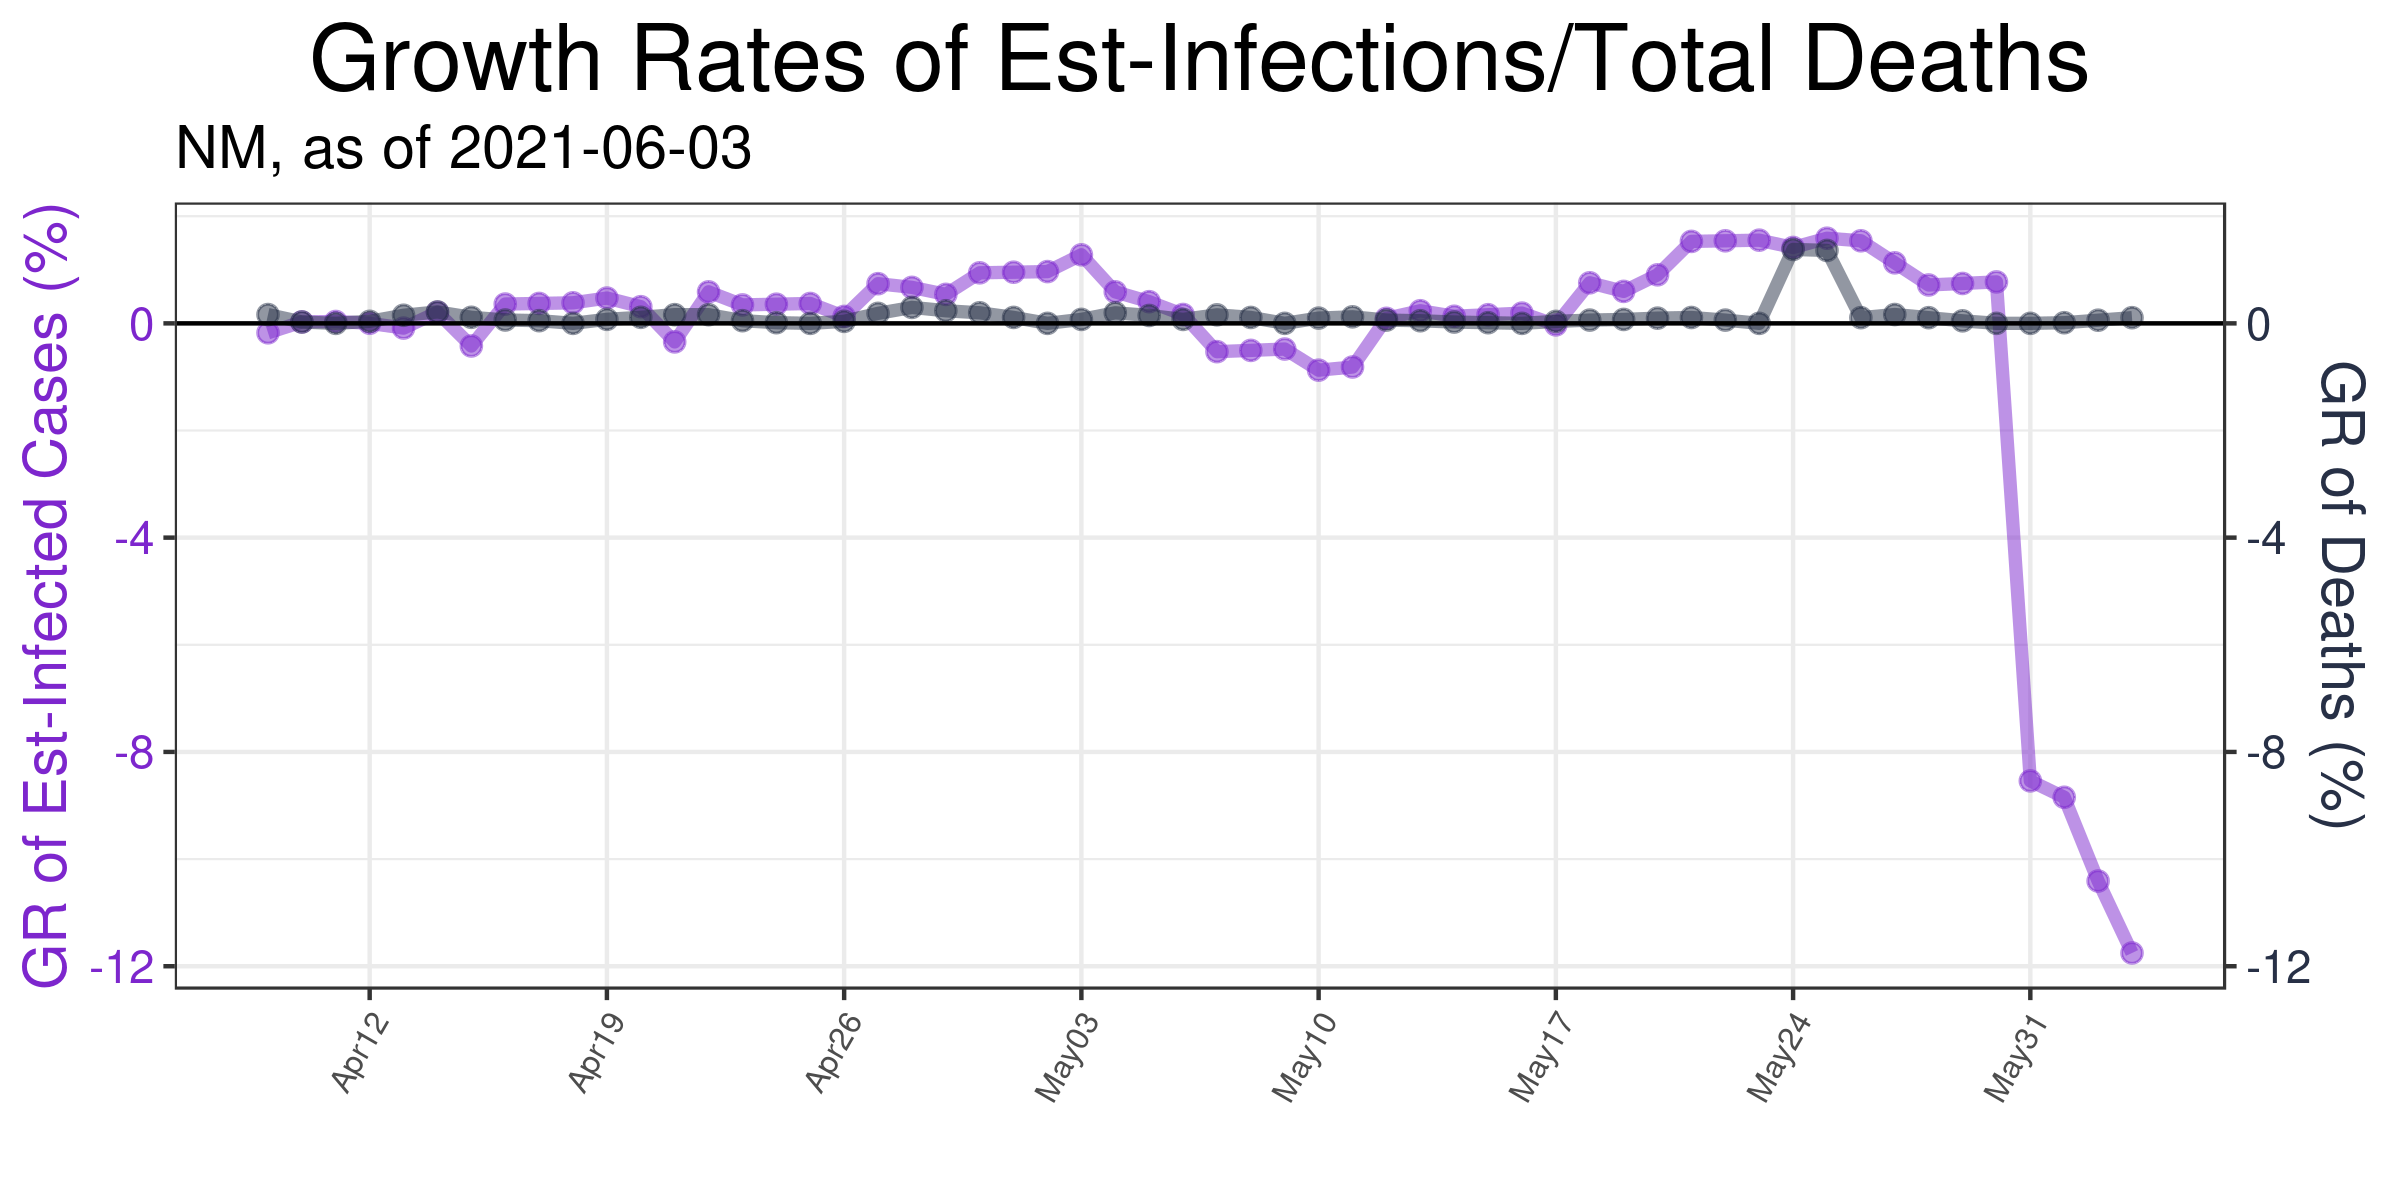 Growth Rates of Est-Infections/Total Deaths
NM, as of 2021-06-03
GR of Est-Infected Cases (%)
0
-4
-8
-12
0
-4
-8
-12
GR of Deaths (%)
Apr12
Apr19
Apr26
May03
May10
May17
May24
May31